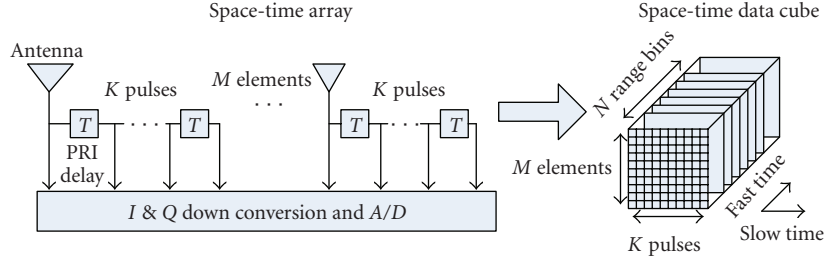 Space-time array
Space-time data cube
Antenna
K pulses
M elements
K pulses
. . .
T
· · · ·
T
T
· · ·
T
PRI
delay
I & Q down conversion and A/D
N range bins
M elements
K pulses
Fast time
Slow time